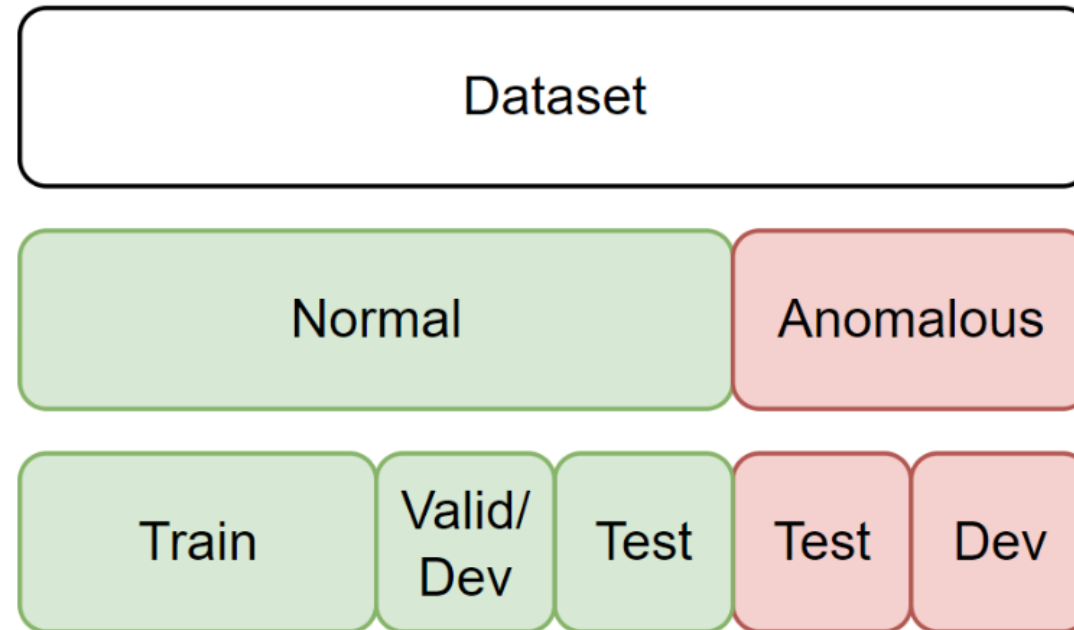 Dataset
Normal
Anomalous
Train
Valid/
Dev
Test
Test
Dev